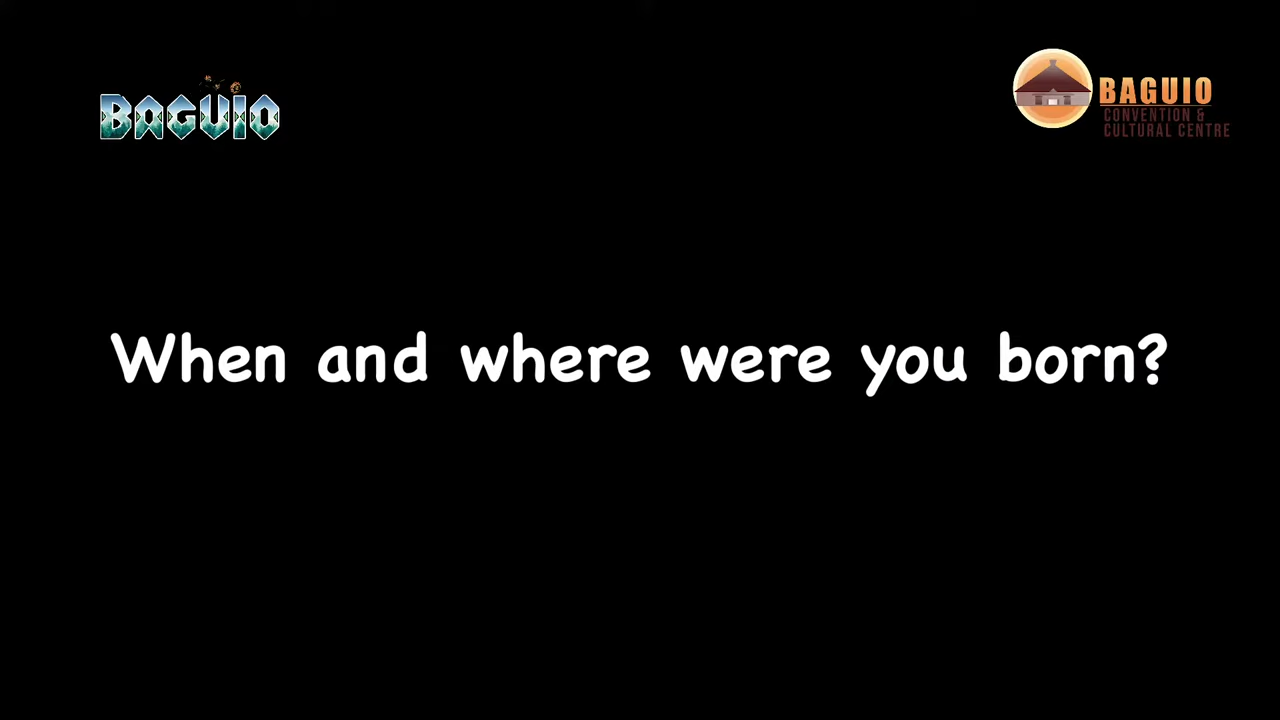 BAGUIO
BAGUIO
CONVENTION &
CULTURAL CENTRE
When and where were you born?